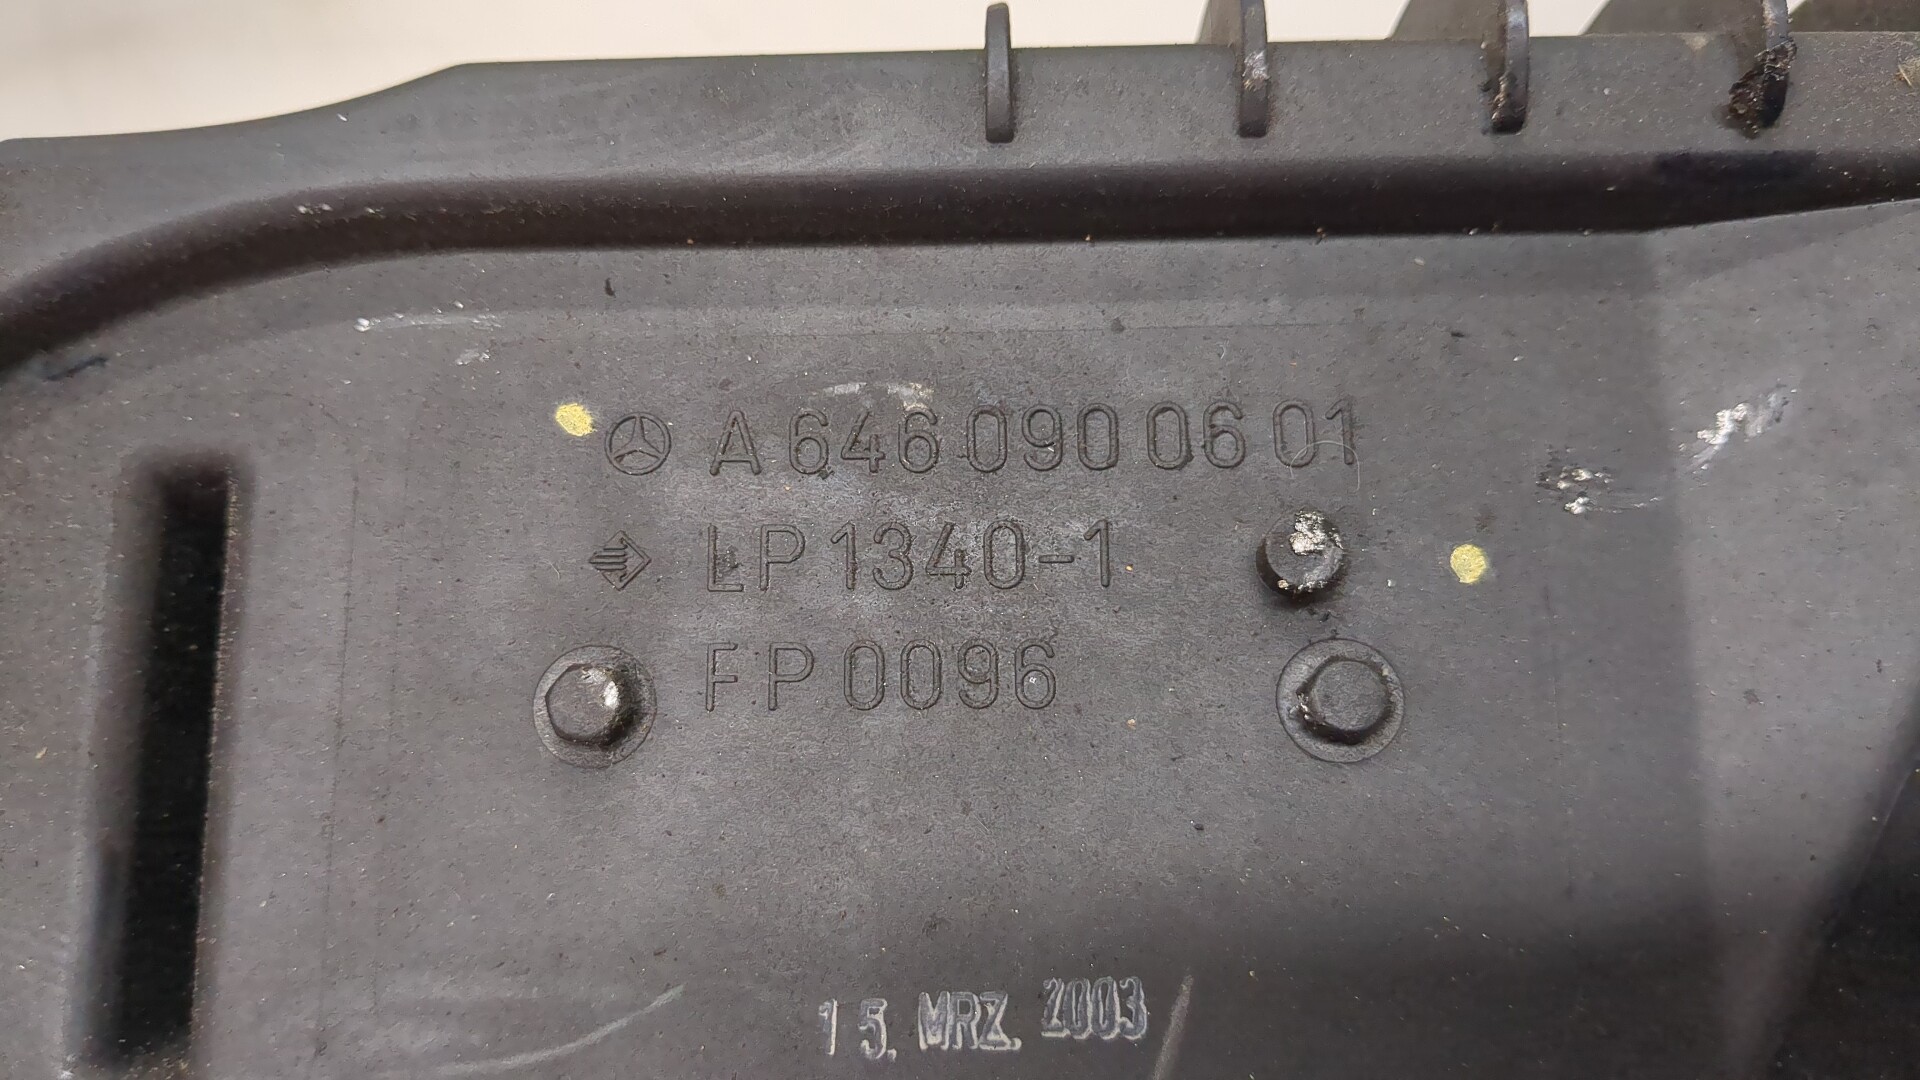 A 646 090 06 01
LP 1340-1
FP 0096
15. MRZ. 2003